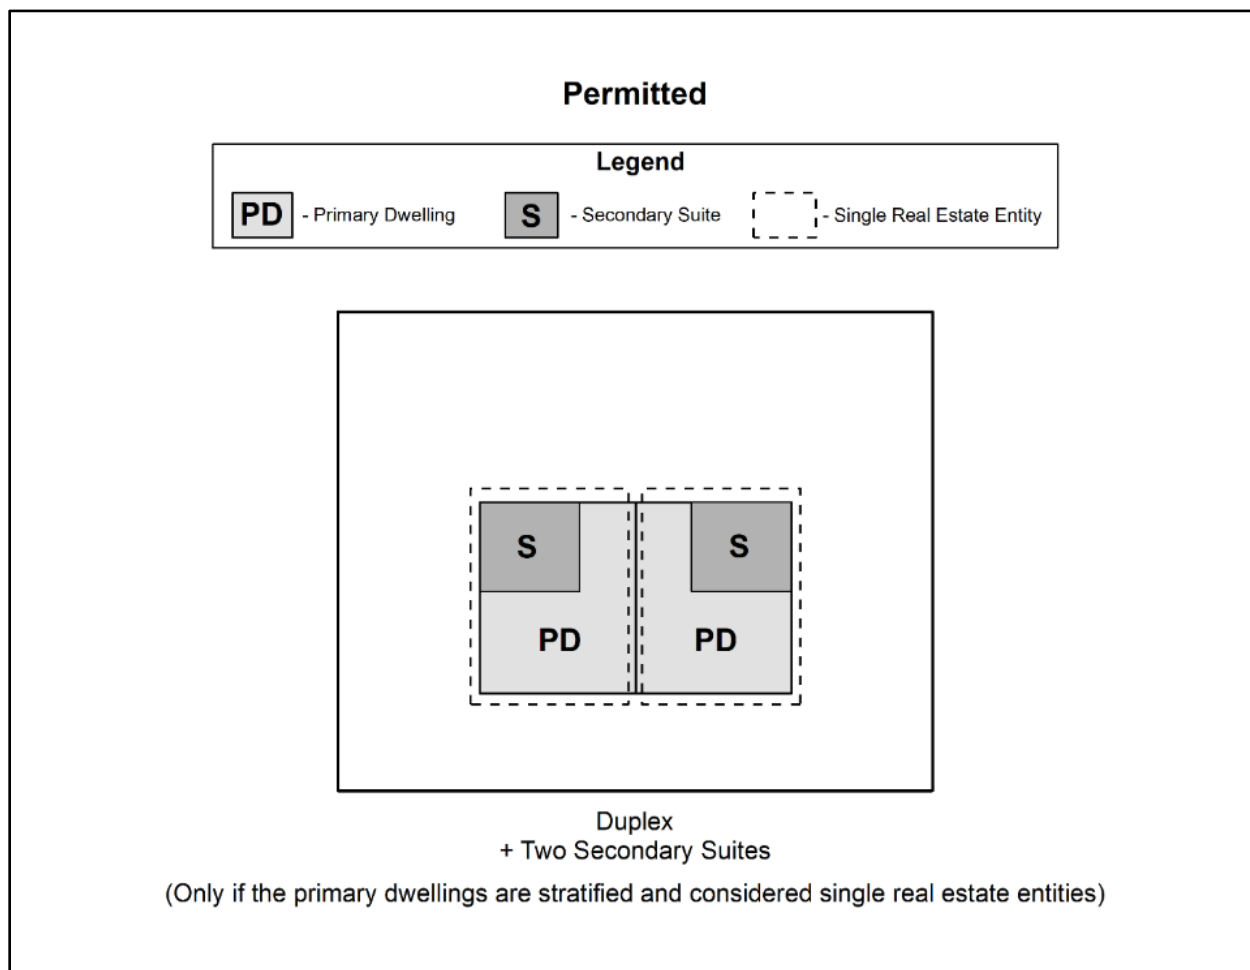 Permitted
Legend
PD - Primary Dwelling S - Secondary Suite - Single Real Estate Entity
S S
PD PD
Duplex
+ Two Secondary Suites
(Only if the primary dwellings are stratified and considered single real estate entities)